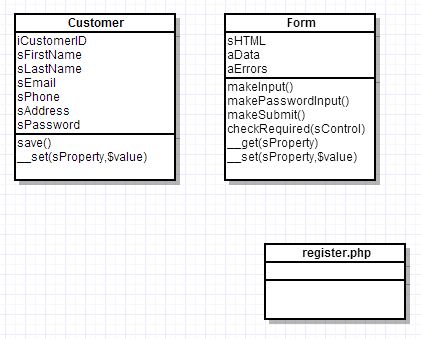 Customer
iCustomerID
sFirstName
sLastName
sEmail
sPhone
sAddress
sPassword
save()
__set(sProperty,$value)
Form
sHTML
aData
aErrors
makeInput()
makePasswordInput()
makeSubmit()
checkRequired(sControl)
__get(sProperty)
__set(sProperty,$value)
register.php